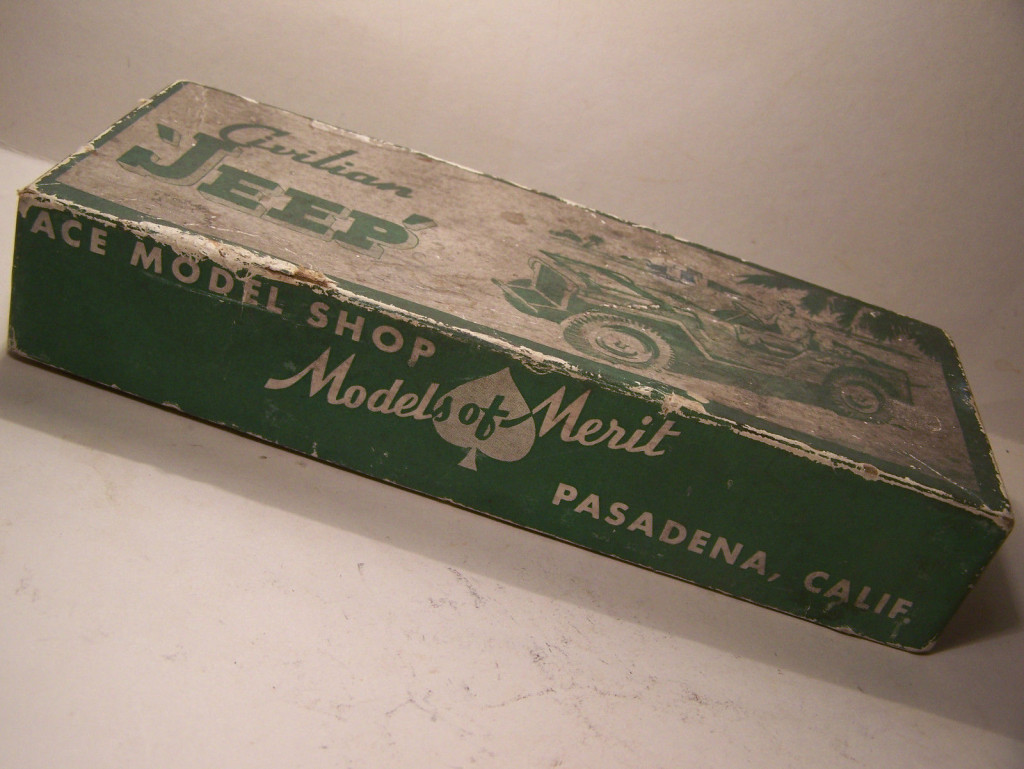 Civilian
'JEEP'
ACE MODEL SHOP
Models of Merit
PASADENA, CALIF.